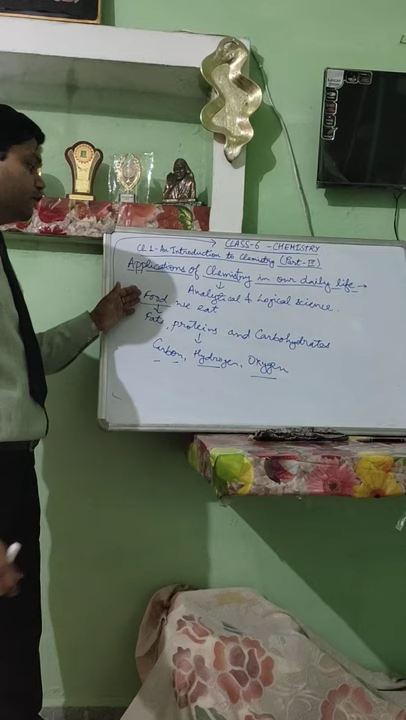 → CLASS-6 - CHEMISTRY
Ch 1- An Introduction to Chemistry (Part-II)
Applications of Chemistry in our daily life →
↓
Analytical & Logical science.
Food we eat
↓
Fats, proteins and Carbohydrates
↓
Carbon, Hydrogen, Oxygen